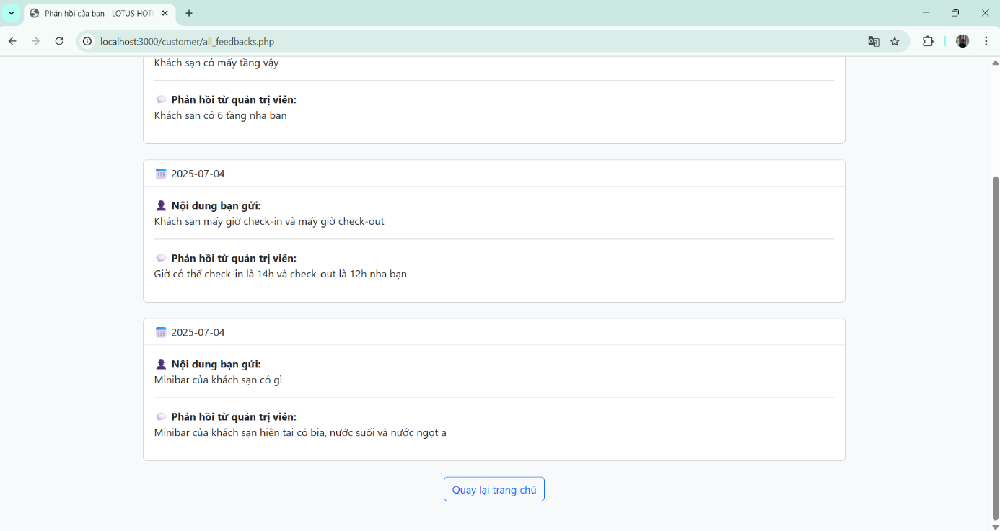 Phản hồi của bạn - LOTUS HOT
localhost:3000/customer/all_feedbacks.php
Khách sạn có mấy tầng vậy
Phản hồi từ quản trị viên:
Khách sạn có 6 tầng nha bạn
2025-07-04
Nội dung bạn gửi:
Khách sạn mấy giờ check-in và mấy giờ check-out
Phản hồi từ quản trị viên:
Giờ có thể check-in là 14h và check-out là 12h nha bạn
2025-07-04
Nội dung bạn gửi:
Minibar của khách sạn có gì
Phản hồi từ quản trị viên:
Minibar của khách sạn hiện tại có bia, nước suối và nước ngọt ạ
Quay lại trang chủ